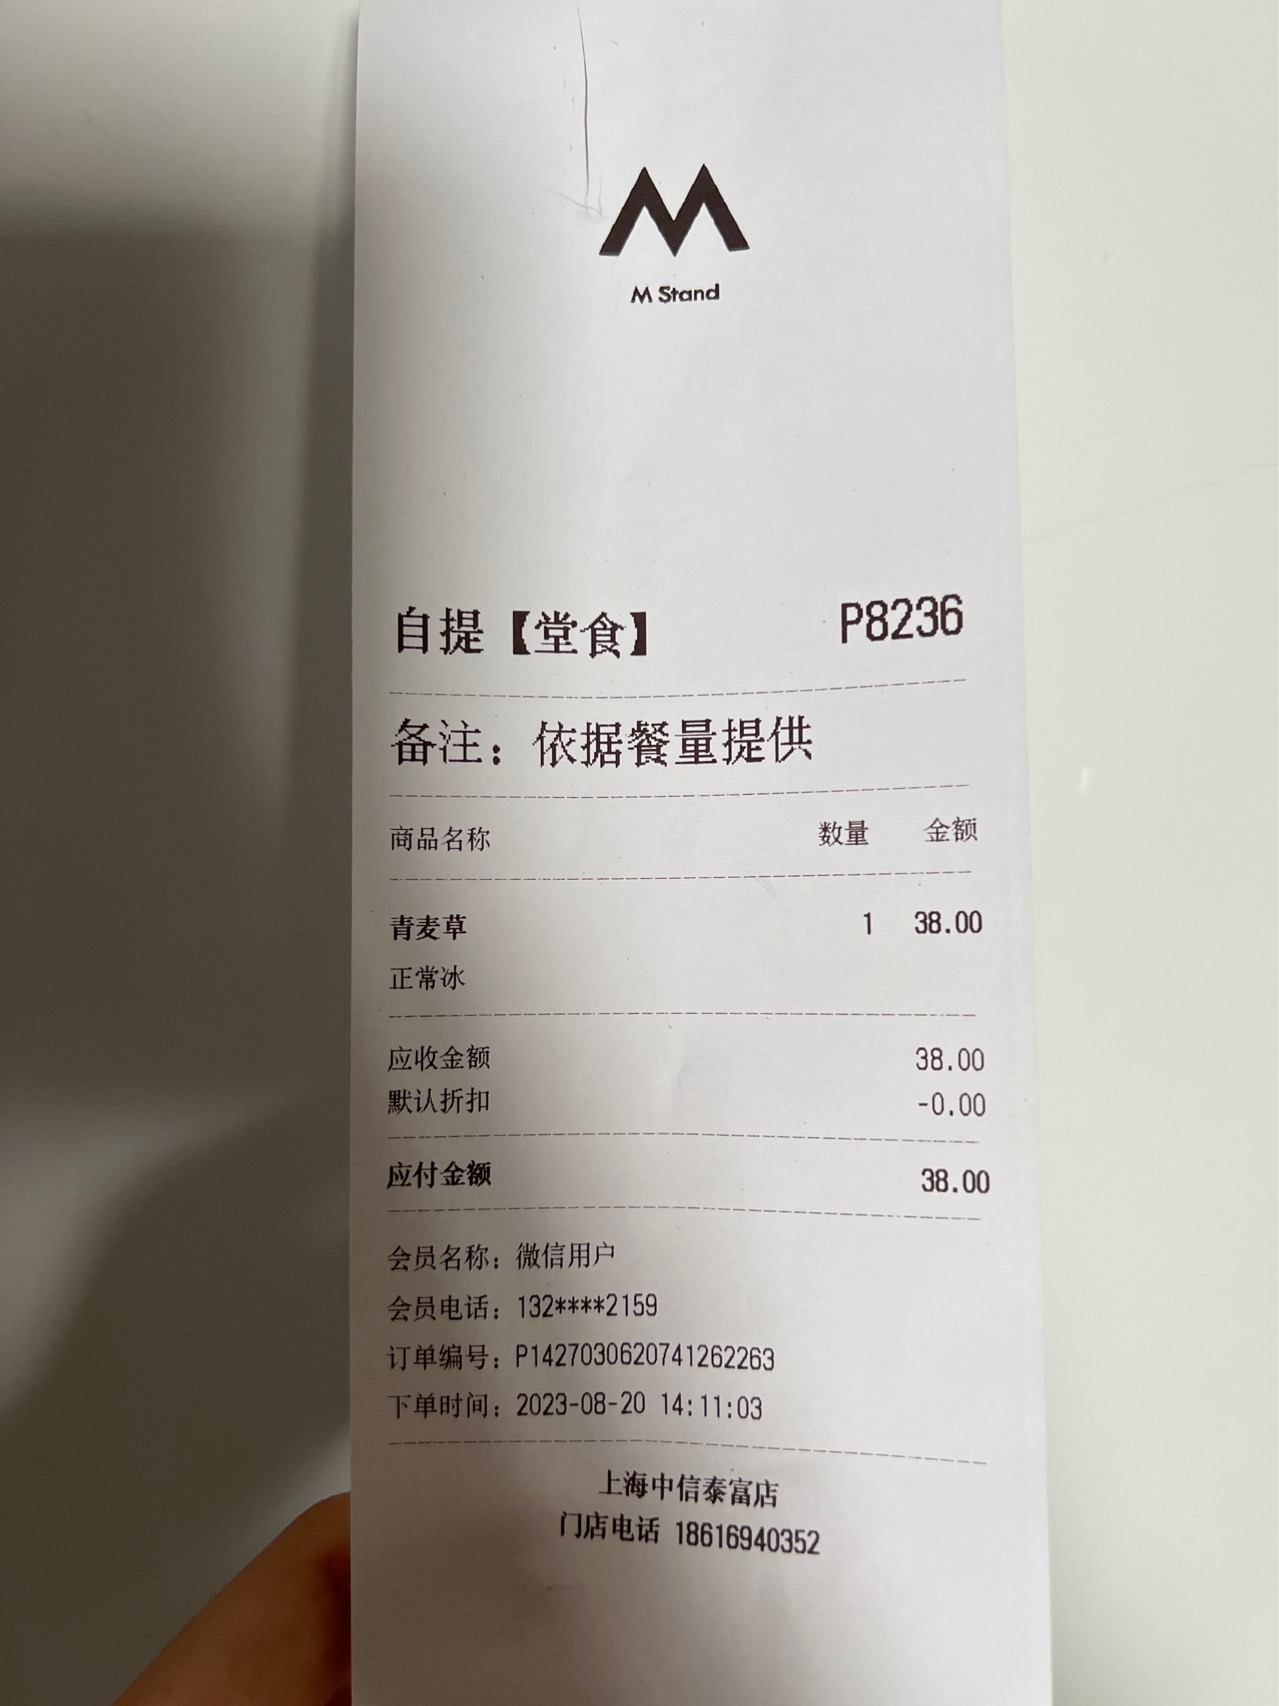 M Stand
自提【堂食】 P8236
备注：依据餐量提供
商品名称 数量 金额
青麦草 1 38.00
正常冰
应收金额 38.00
默认折扣 -0.00
应付金额 38.00
会员名称：微信用户
会员电话：132****2159
订单编号：P1427030620741262263
下单时间：2023-08-20 14:11:03
上海中信泰富店
门店电话 18616940352